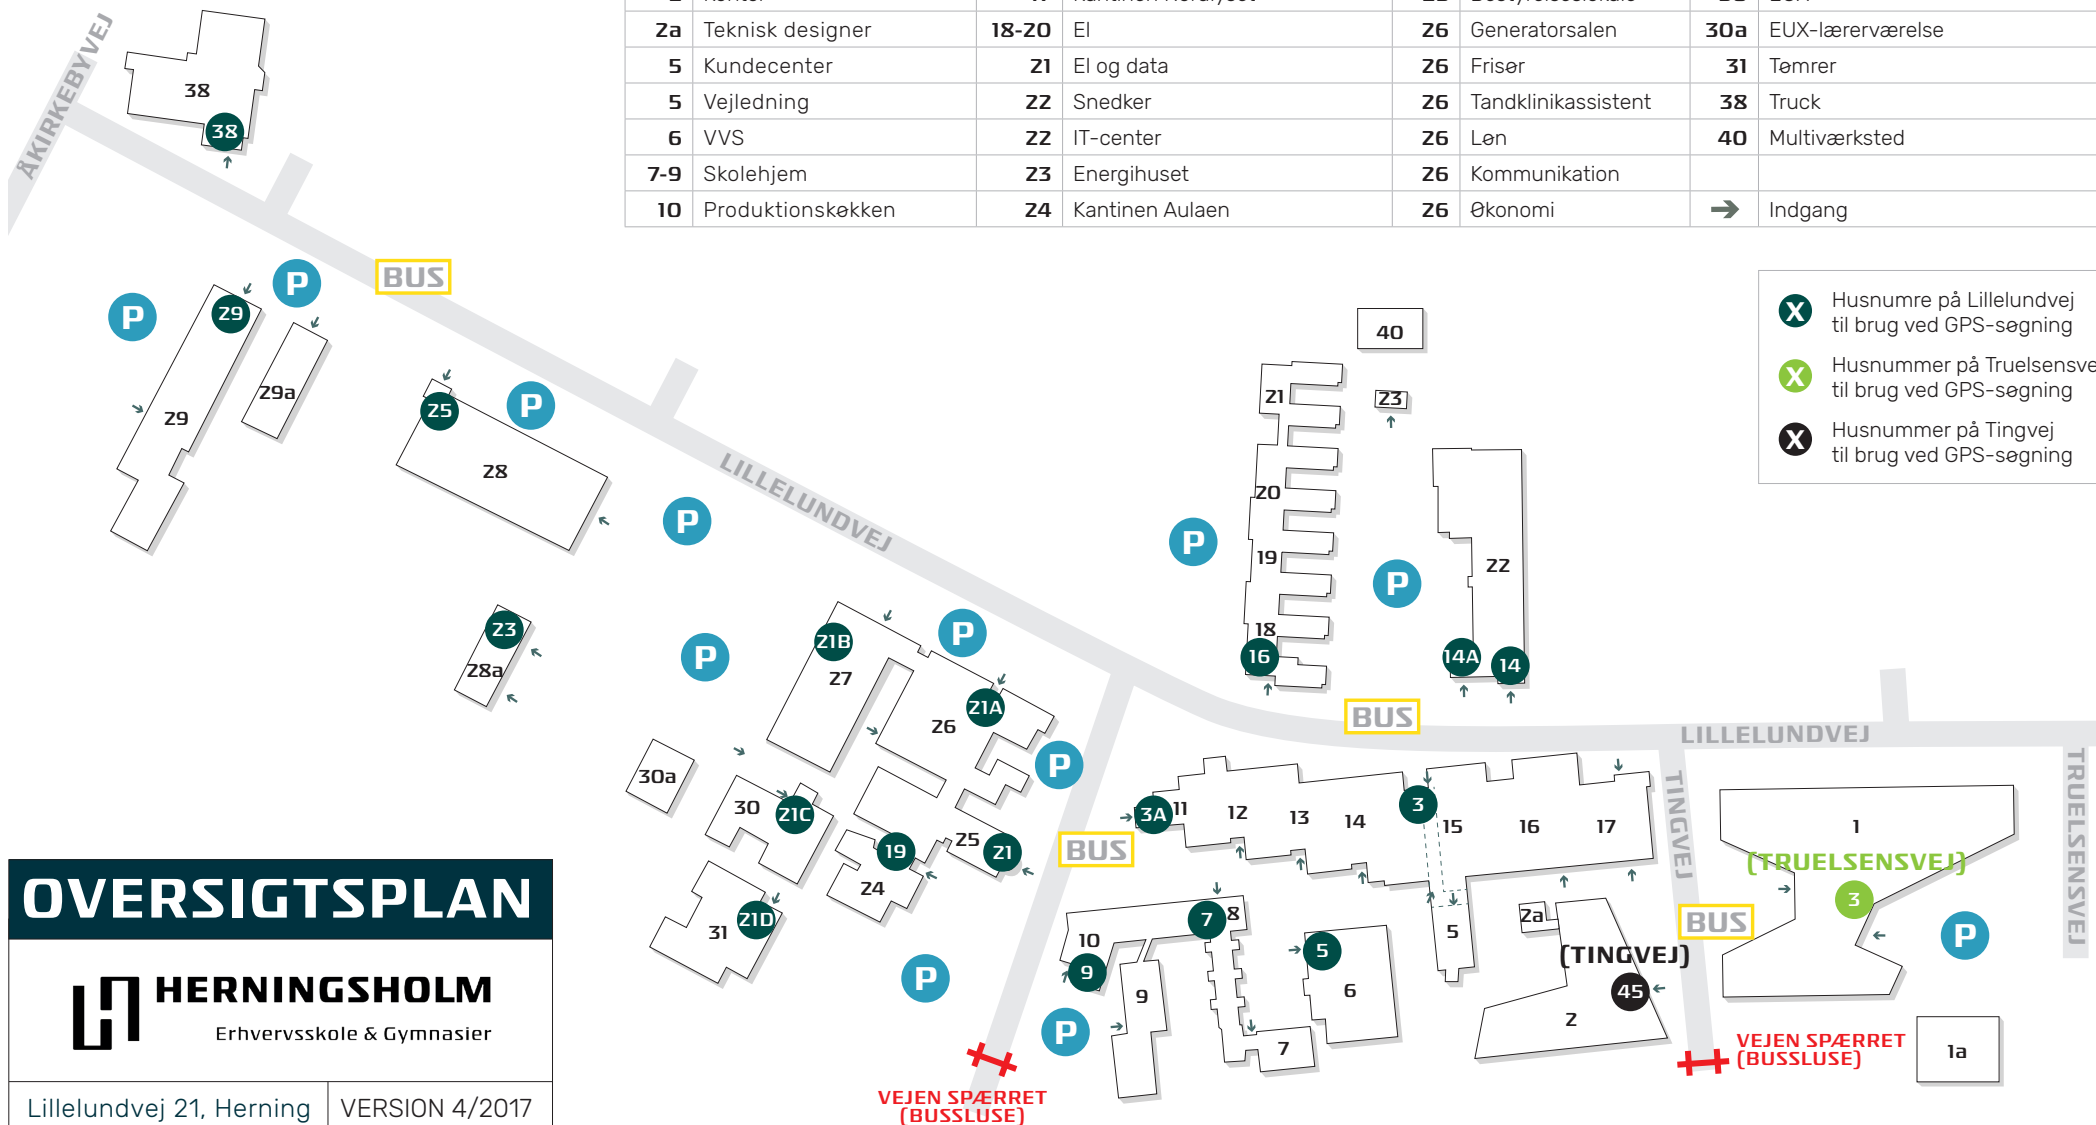 2a Teknisk designer 18-20 El 26 Generatorsalen 30a EUX-lærerværelse
5 Kundecenter 21 El og data 26 Frisør 31 Tømrer
5 Vejledning 22 Snedker 26 Tandklinikassistent 38 Truck
6 VVS 22 IT-center 26 Løn 40 Multiværksted
7-9 Skolehjem 23 Energihuset 26 Kommunikation
10 Produktionskøkken 24 Kantinen Aulaen 26 Økonomi → Indgang
ÅKIRKEBYVEJ
38
38
BUS
P
P
29
29a
29
25
P
28
P
LILLELUNDVEJ
X Husnumre på Lillelundvej
til brug ved GPS-søgning
X Husnummer på Truelsensve
til brug ved GPS-søgning
X Husnummer på Tingvej
til brug ved GPS-søgning
40
21
23
20
P
19
P
22
18
16
14A
14
23
28a
P
21B
27
P
21A
26
P
BUS
LILLELUNDVEJ
TINGVEJ
TRUELSENSVEJ
30a
30
21C
25
21
19
24
31
21D
BUS
3A
11
12
13
14
3
15
16
17
1
(TRUELSENSVEJ)
3
P
BUS
P
10
7
8
9
9
P
7
5
6
5
2a
(TINGVEJ)
45
2
1a
VEJEN SPÆRRET
(BUSSLUSE)
VEJEN SPÆRRET
(BUSSLUSE)
OVERSIGTSPLAN
HERNINGSHOLM
Erhvervsskole & Gymnasier
Lillelundvej 21, Herning VERSION 4/2017